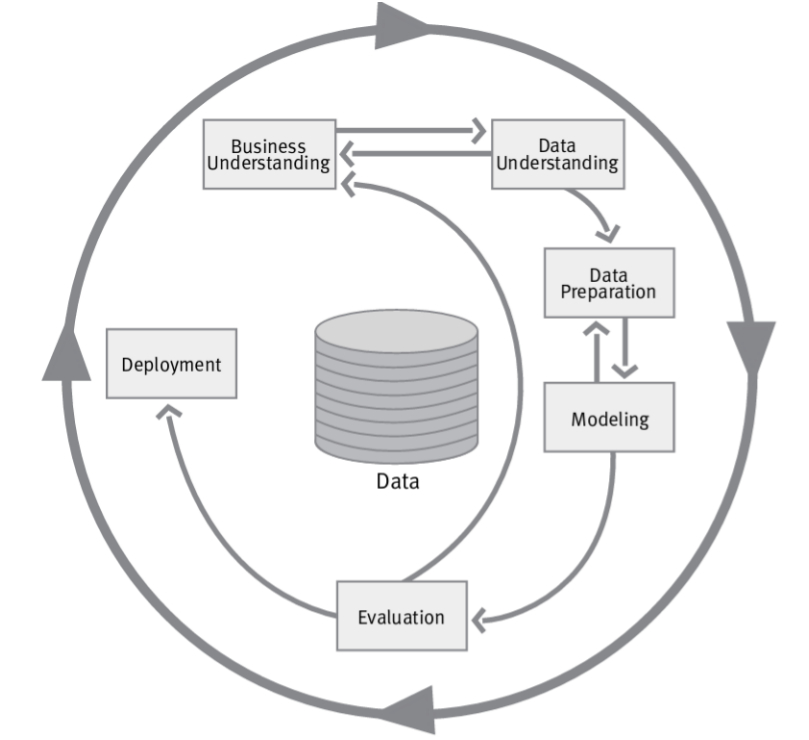 Business
Understanding
Data
Understanding
Data
Preparation
Modeling
Deployment
Data
Evaluation